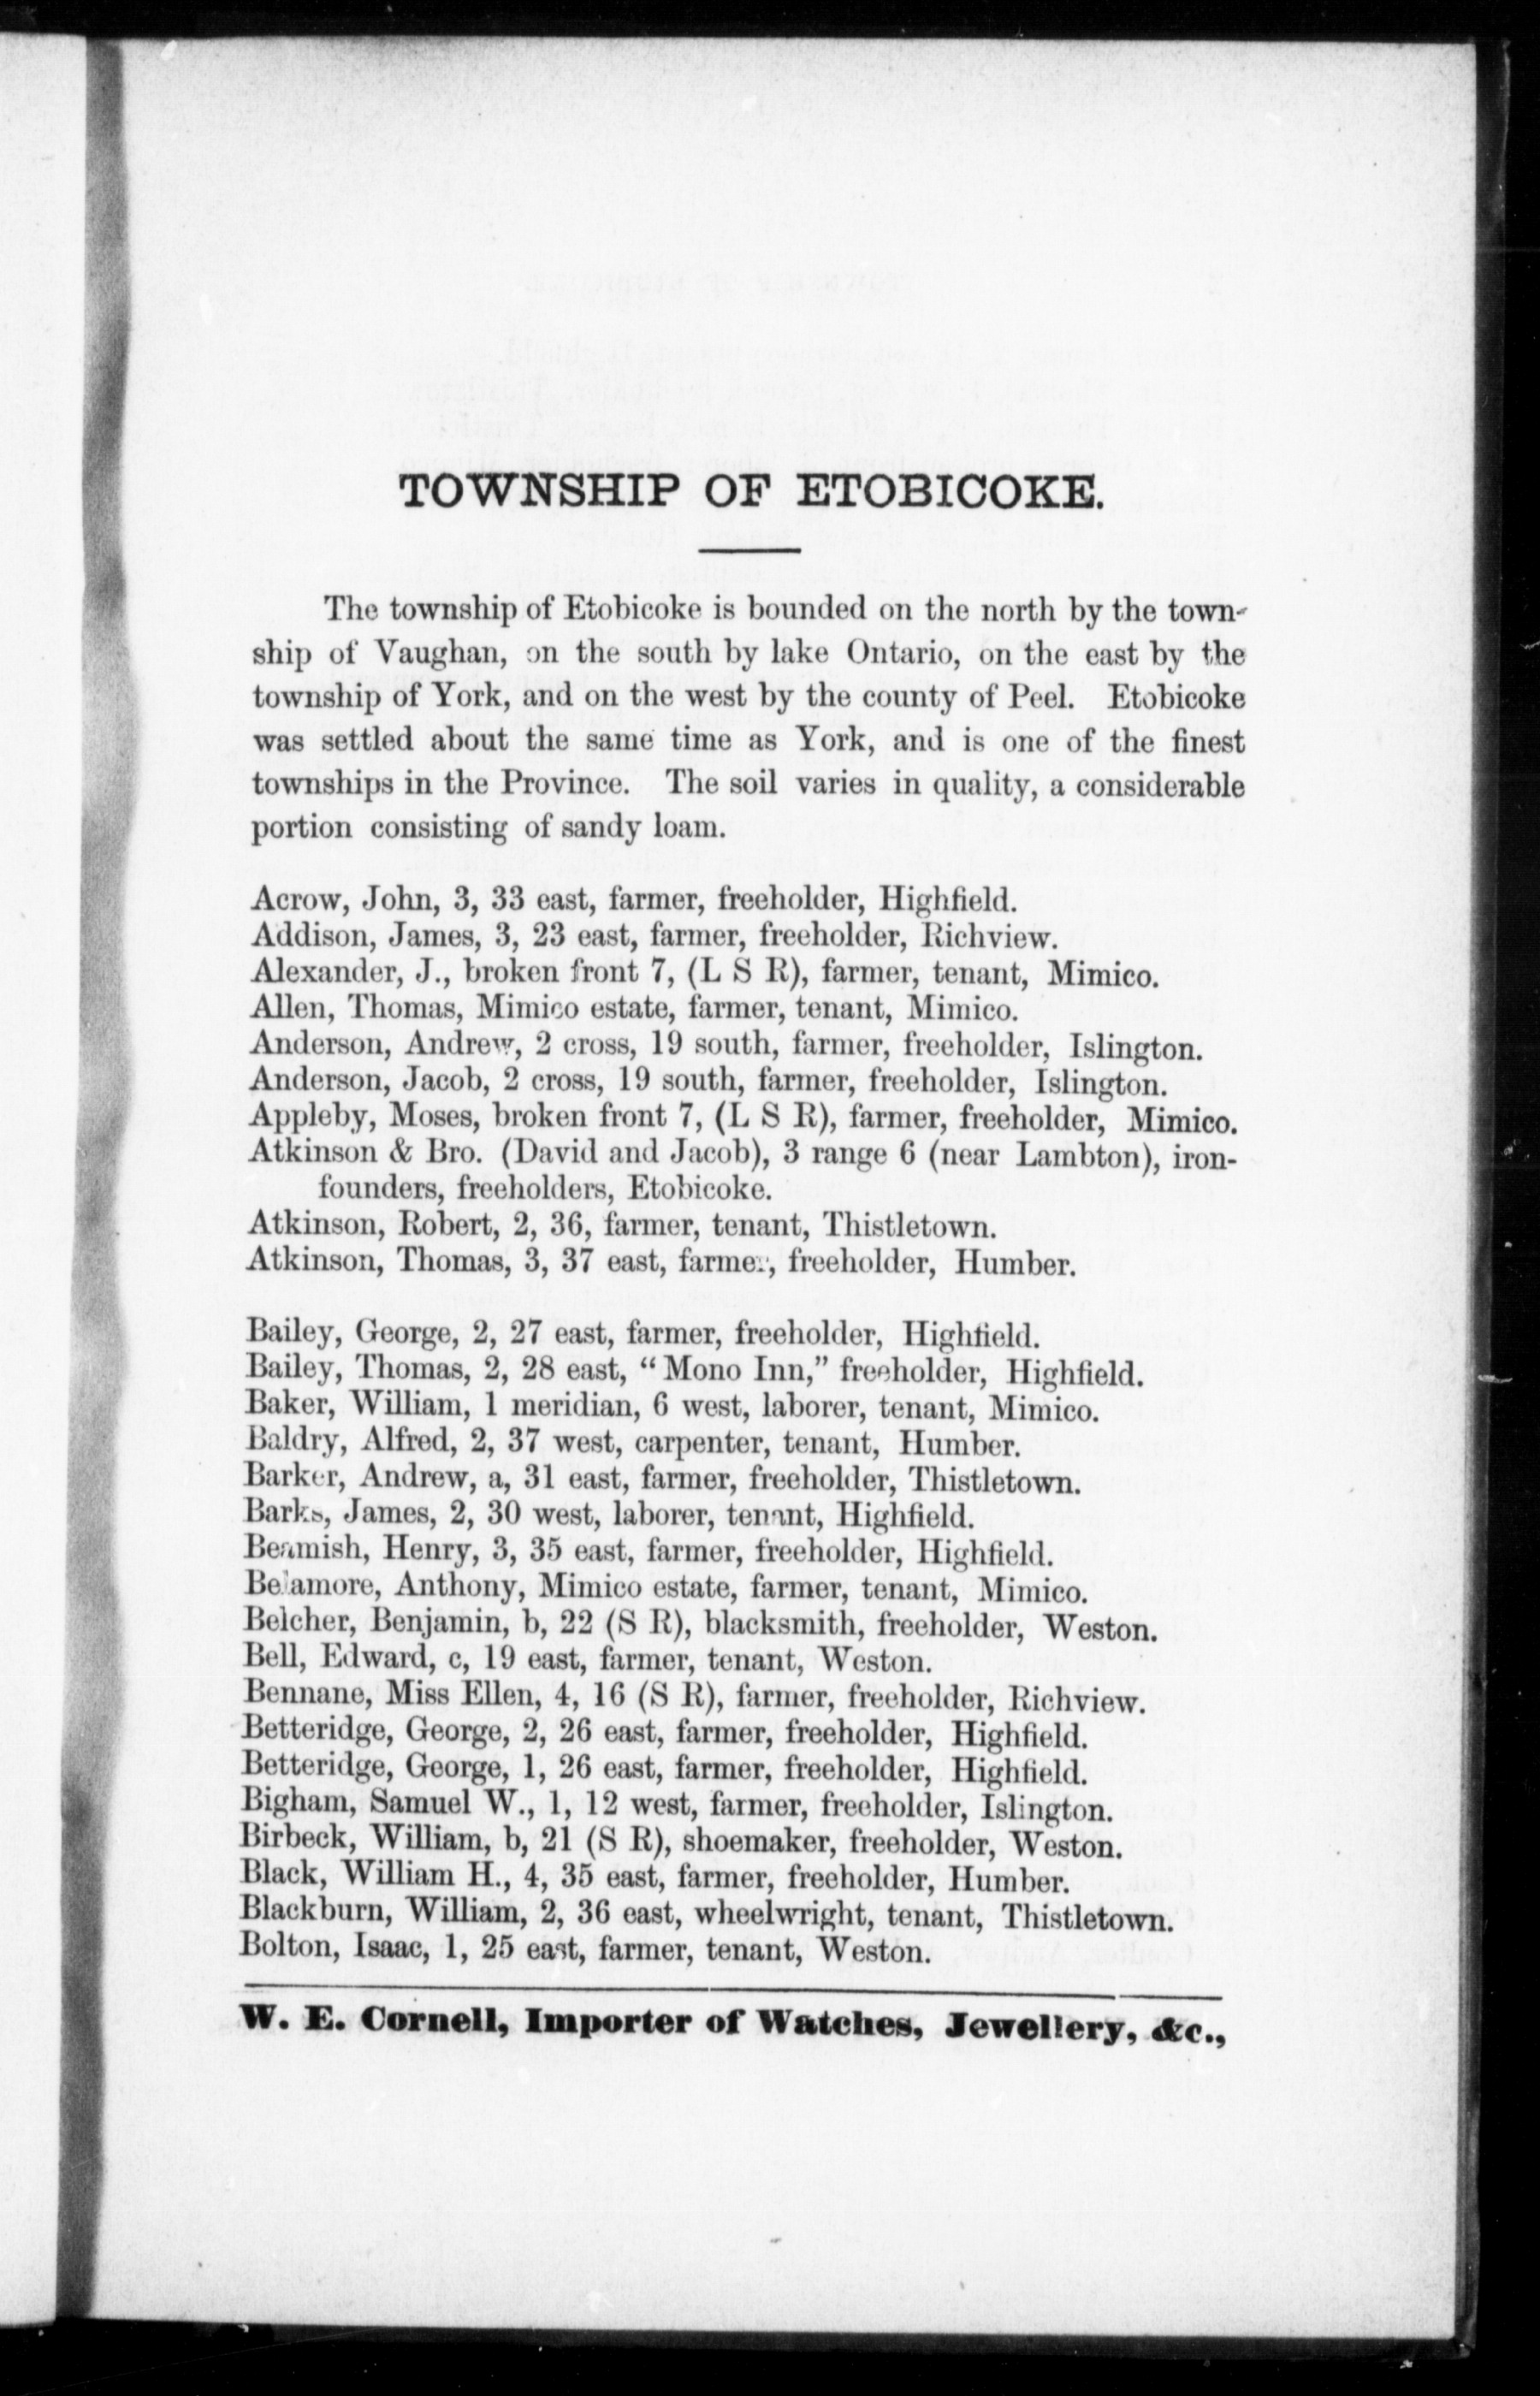 TOWNSHIP OF ETOBICOKE.
The township of Etobicoke is bounded on the north by the town-
ship of Vaughan, on the south by lake Ontario, on the east by the
township of York, and on the west by the county of Peel. Etobicoke
was settled about the same time as York, and is one of the finest
townships in the Province. The soil varies in quality, a considerable
portion consisting of sandy loam.
Acrow, John, 3, 33 east, farmer, freeholder, Highfield.
Addison, James, 3, 23 east, farmer, freeholder, Richview.
Alexander, J., broken front 7, (L S R), farmer, tenant, Mimico.
Allen, Thomas, Mimico estate, farmer, tenant, Mimico.
Anderson, Andrew, 2 cross, 19 south, farmer, freeholder, Islington.
Anderson, Jacob, 2 cross, 19 south, farmer, freeholder, Islington.
Appleby, Moses, broken front 7, (L S R), farmer, freeholder, Mimico.
Atkinson & Bro. (David and Jacob), 3 range 6 (near Lambton), iron-
founders, freeholders, Etobicoke.
Atkinson, Robert, 2, 36, farmer, tenant, Thistletown.
Atkinson, Thomas, 3, 37 east, farmer, freeholder, Humber.
Bailey, George, 2, 27 east, farmer, freeholder, Highfield.
Bailey, Thomas, 2, 28 east, “Mono Inn,” freeholder, Highfield.
Baker, William, 1 meridian, 6 west, laborer, tenant, Mimico.
Baldry, Alfred, 2, 37 west, carpenter, tenant, Humber.
Barker, Andrew, a, 31 east, farmer, freeholder, Thistletown.
Barks, James, 2, 30 west, laborer, tenant, Highfield.
Beamish, Henry, 3, 35 east, farmer, freeholder, Highfield.
Belamore, Anthony, Mimico estate, farmer, tenant, Mimico.
Belcher, Benjamin, b, 22 (S R), blacksmith, freeholder, Weston.
Bell, Edward, c, 19 east, farmer, tenant, Weston.
Bennane, Miss Ellen, 4, 16 (S R), farmer, freeholder, Richview.
Betteridge, George, 2, 26 east, farmer, freeholder, Highfield.
Betteridge, George, 1, 26 east, farmer, freeholder, Highfield.
Bigham, Samuel W., 1, 12 west, farmer, freeholder, Islington.
Birbeck, William, b, 21 (S R), shoemaker, freeholder, Weston.
Black, William H., 4, 35 east, farmer, freeholder, Humber.
Blackburn, William, 2, 36 east, wheelwright, tenant, Thistletown.
Bolton, Isaac, 1, 25 east, farmer, tenant, Weston.
W. E. Cornell, Importer of Watches, Jewellery, &c.,